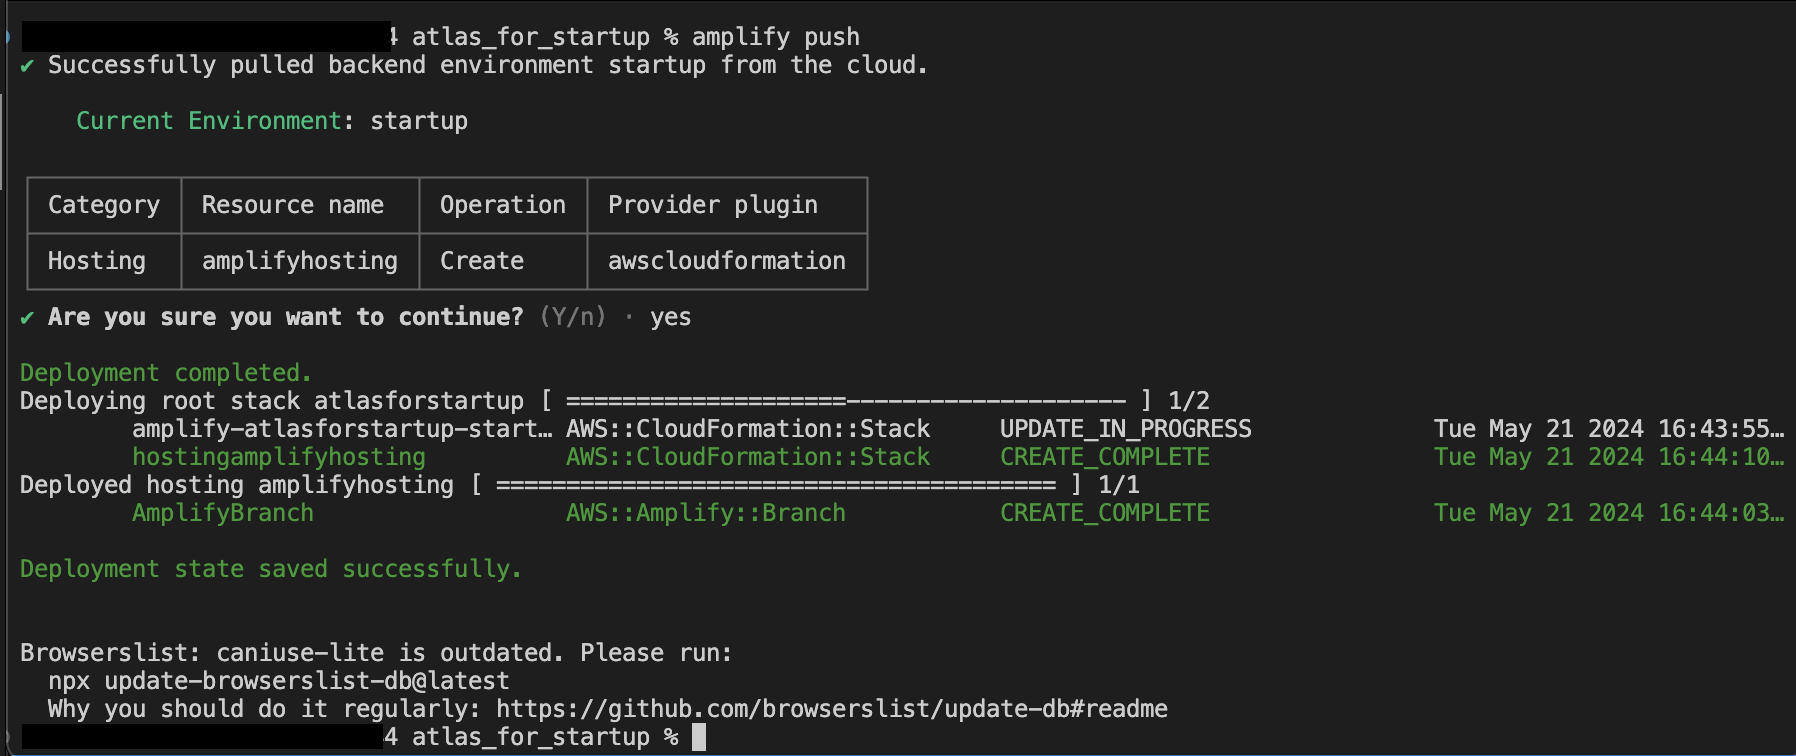 4 atlas_for_startup % amplify push
✔ Successfully pulled backend environment startup from the cloud.
Current Environment: startup
Category Resource name Operation Provider plugin
Hosting amplifyhosting Create awscloudformation
✔ Are you sure you want to continue? (Y/n) · yes
Deployment completed.
Deploying root stack atlasforstartup [ ====================-------------------- ] 1/2
amplify-atlasforstartup-start… AWS::CloudFormation::Stack UPDATE_IN_PROGRESS Tue May 21 2024 16:43:55…
hostingamplifyhosting AWS::CloudFormation::Stack CREATE_COMPLETE Tue May 21 2024 16:44:10…
Deployed hosting amplifyhosting [ ======================================== ] 1/1
AmplifyBranch AWS::Amplify::Branch CREATE_COMPLETE Tue May 21 2024 16:44:03…
Deployment state saved successfully.
Browserslist: caniuse-lite is outdated. Please run:
npx update-browserslist-db@latest
Why you should do it regularly: https://github.com/browserslist/update-db#readme
4 atlas_for_startup %